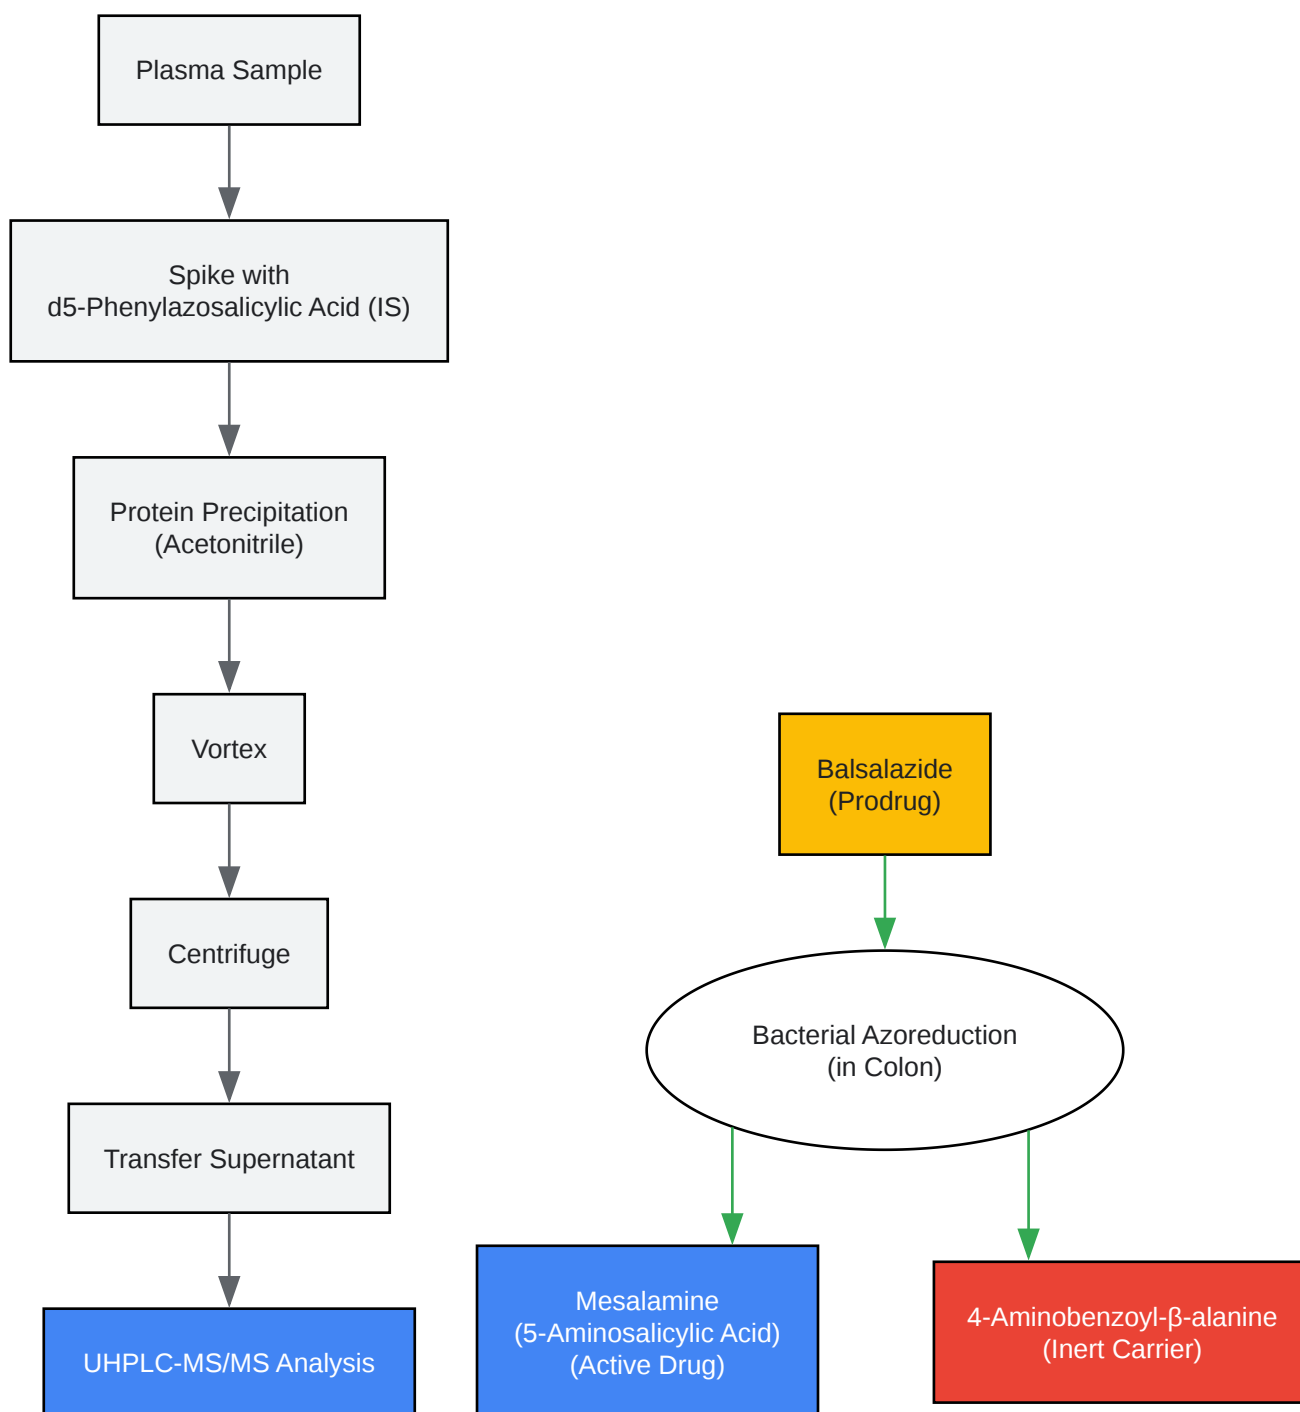 Plasma Sample
Spike with
d5-Phenylazosalicylic Acid (IS)
Protein Precipitation
(Acetonitrile)
Vortex
Centrifuge
Transfer Supernatant
UHPLC-MS/MS Analysis
Balsalazide
(Prodrug)
Bacterial Azoreduction
(in Colon)
Mesalamine
(5-Aminosalicylic Acid)
(Active Drug)
4-Aminobenzoyl-β-alanine
(Inert Carrier)